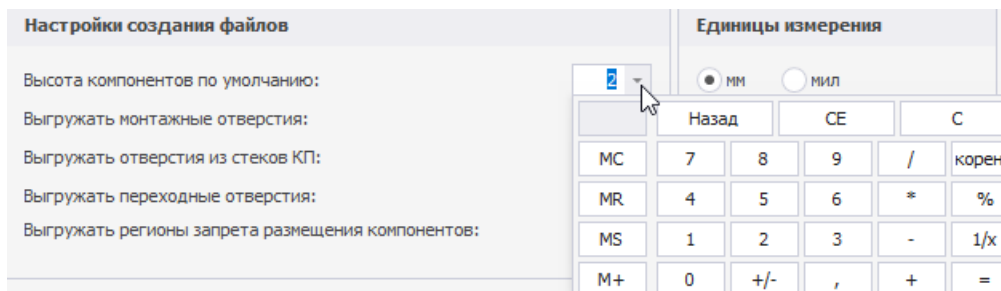 Настройки создания файлов
Единицы измерения
Высота компонентов по умолчанию:
2
мм
мил
Выгружать монтажные отверстия:
Назад
CE
C
Выгружать отверстия из стеков КП:
MC
7
8
9
/
корен
Выгружать переходные отверстия:
MR
4
5
6
*
%
Выгружать регионы запрета размещения компонентов:
MS
1
2
3
-
1/x
M+
0
+/-
,
+
=